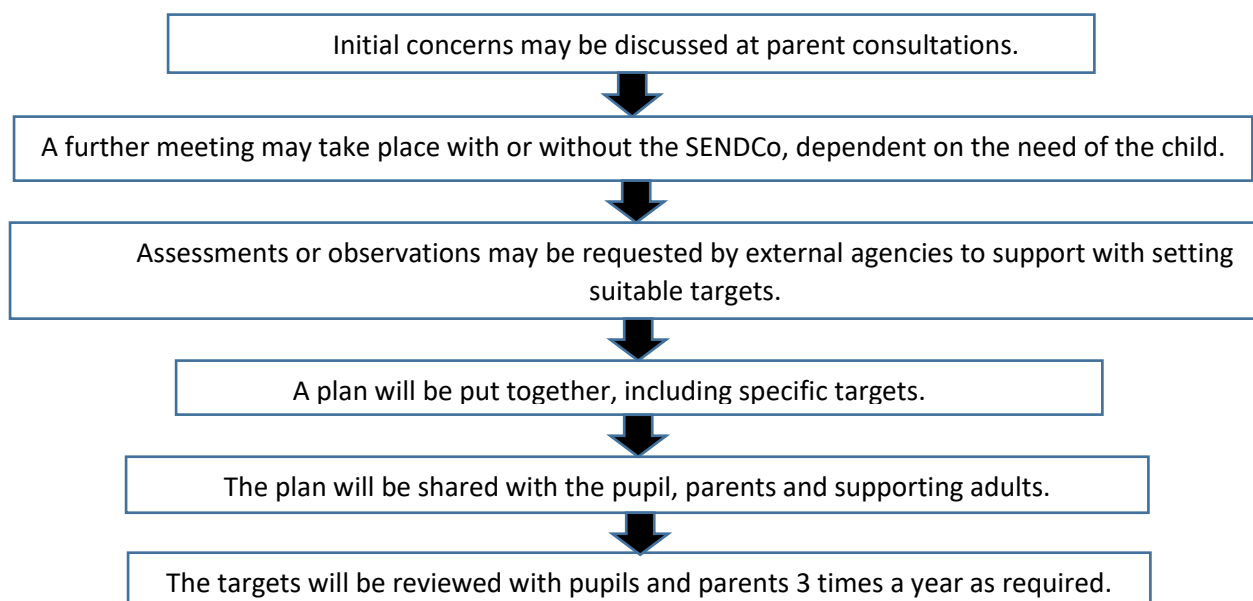 Initial concerns may be discussed at parent consultations.
A further meeting may take place with or without the SENDCo, dependent on the need of the child.
Assessments or observations may be requested by external agencies to support with setting
suitable targets.
A plan will be put together, including specific targets.
The plan will be shared with the pupil, parents and supporting adults.
The targets will be reviewed with pupils and parents 3 times a year as required.